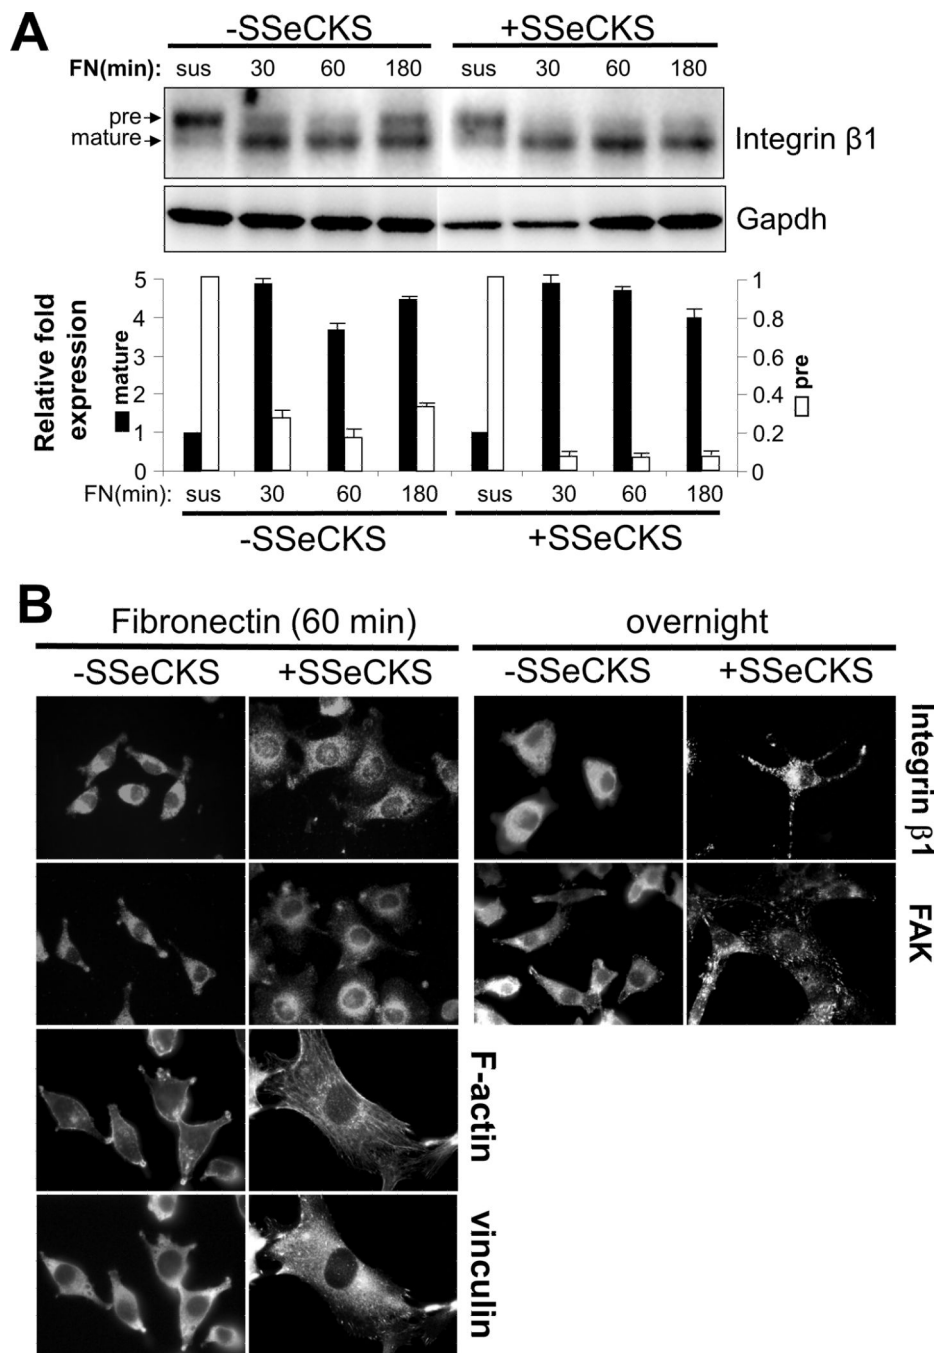 A
-SSeCKS +SSeCKS
FN(min): sus 30 60 180 sus 30 60 180
pre
mature
Integrin β1
Gapdh
Relative fold
expression
mature
5 4 3 2 1 0
1 0.8 0.6 0.4 0.2 0
pre
FN(min): sus 30 60 180 sus 30 60 180
-SSeCKS +SSeCKS
B
Fibronectin (60 min) overnight
-SSeCKS +SSeCKS -SSeCKS +SSeCKS
Integrin β1
FAK
F-actin
vinculin